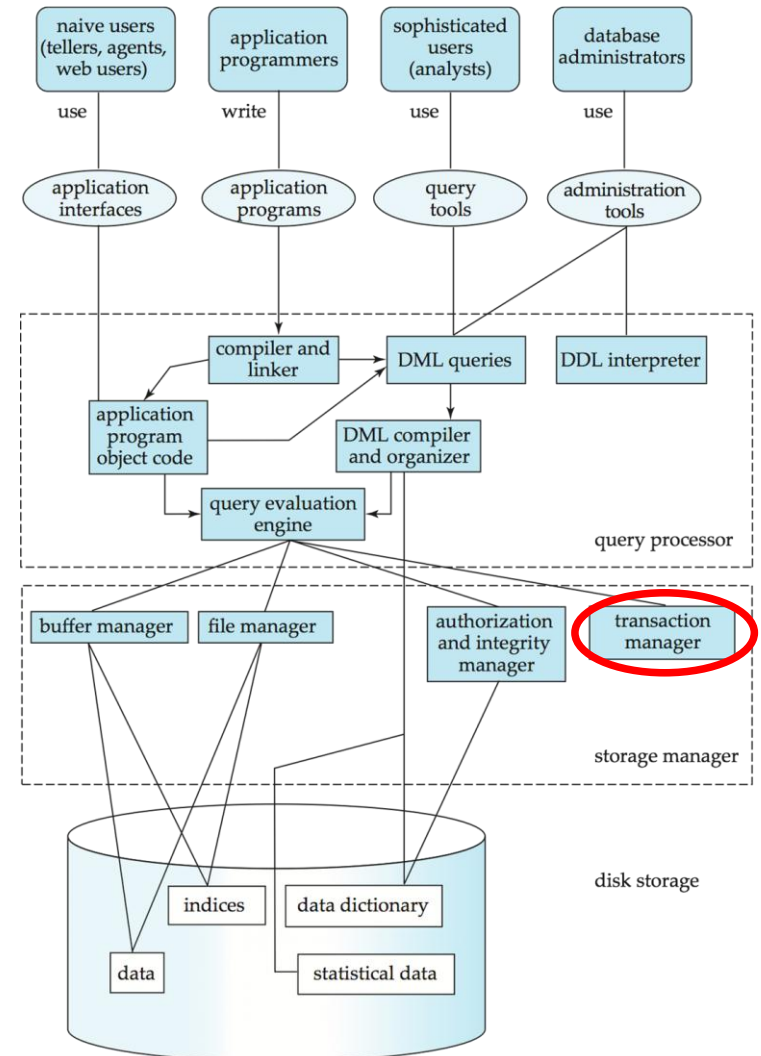 naive users
(tellers, agents,
web users)
application
programmers
sophisticated
users
(analysts)
database
administrators
use
write
use
use
application
interfaces
application
programs
query
tools
administration
tools
compiler and
linker
DML queries
DDL interpreter
application
program
object code
DML compiler
and organizer
query evaluation
engine
query processor
buffer manager
file manager
authorization
and integrity
manager
transaction
manager
storage manager
disk storage
indices
data dictionary
data
statistical data